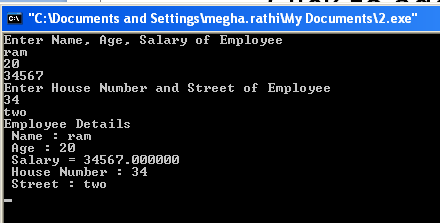 "C:\Documents and Settings\megha.rathi\My Documents\2.exe"
Enter Name, Age, Salary of Employee
ram
20
34567
Enter House Number and Street of Employee
34
two
Employee Details
Name : ram
Age : 20
Salary = 34567.000000
House Number : 34
Street : two